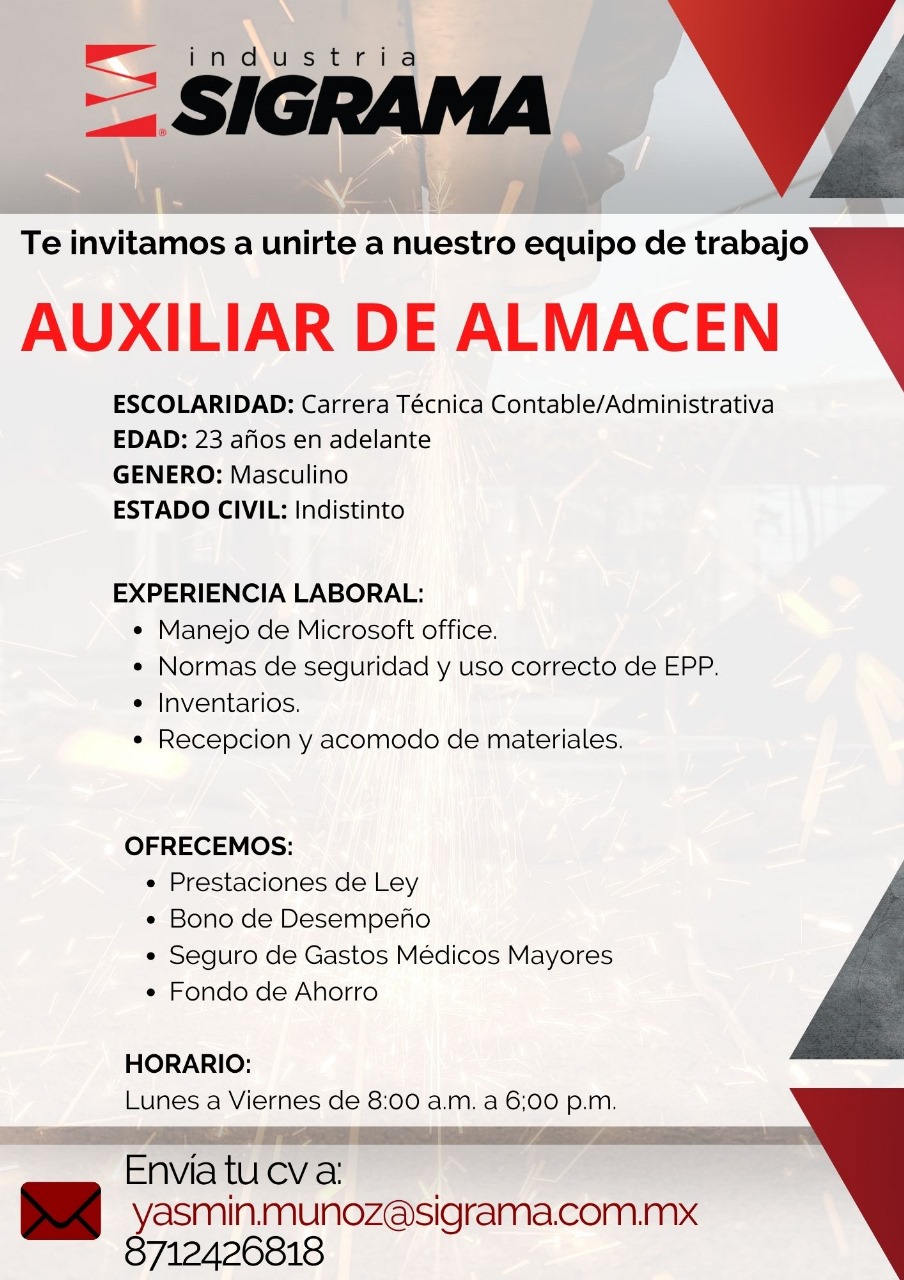 industria
SIGRAMA
®
Te invitamos a unirte a nuestro equipo de trabajo
AUXILIAR DE ALMACEN
ESCOLARIDAD: Carrera Técnica Contable/Administrativa
EDAD: 23 años en adelante
GENERO: Masculino
ESTADO CIVIL: Indistinto
EXPERIENCIA LABORAL:
• Manejo de Microsoft office.
• Normas de seguridad y uso correcto de EPP.
• Inventarios.
• Recepcion y acomodo de materiales.
OFRECEMOS:
• Prestaciones de Ley
• Bono de Desempeño
• Seguro de Gastos Médicos Mayores
• Fondo de Ahorro
HORARIO:
Lunes a Viernes de 8:00 a.m. a 6;00 p.m.
Envía tu cv a:
yasmin.munoz@sigrama.com.mx
8712426818